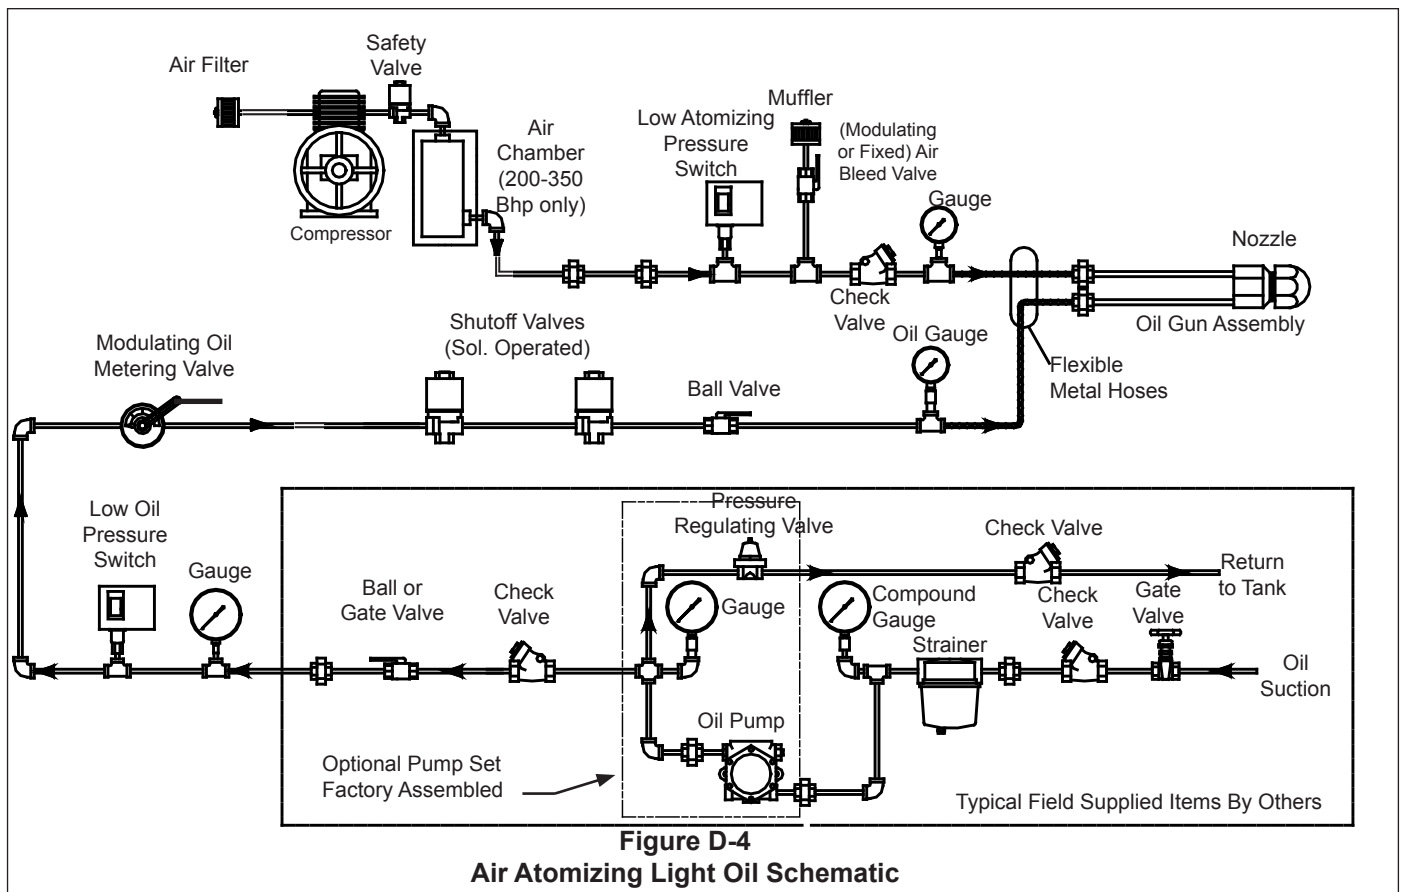 Safety
Valve
Air Filter
Compressor
Air
Chamber
(200-350
Bhp only)
Low Atomizing
Pressure
Switch
Muffler
(Modulating
or Fixed) Air
Bleed Valve
Gauge
Check
Valve
Nozzle
Oil Gun Assembly
Flexible
Metal Hoses
Modulating Oil
Metering Valve
Shutoff Valves
(Sol. Operated)
Ball Valve
Oil Gauge
Low Oil
Pressure
Switch
Gauge
Ball or
Gate Valve
Check
Valve
Pressure
Regulating Valve
Gauge
Compound
Gauge
Check Valve
Return
to Tank
Strainer
Check
Valve
Gate
Valve
Oil
Suction
Oil Pump
Optional Pump Set
Factory Assembled
Typical Field Supplied Items By Others
Figure D-4
Air Atomizing Light Oil Schematic